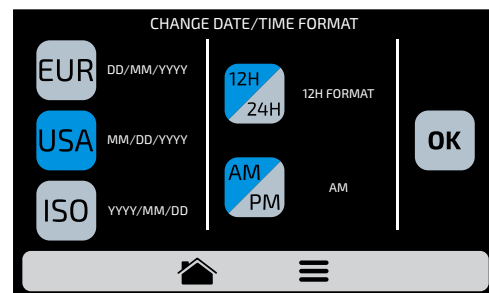 CHANGE DATE/TIME FORMAT
EUR DD/MM/YYYY
USA MM/DD/YYYY
ISO YYYY/MM/DD
12H
24H
12H FORMAT
AM
PM
AM
OK